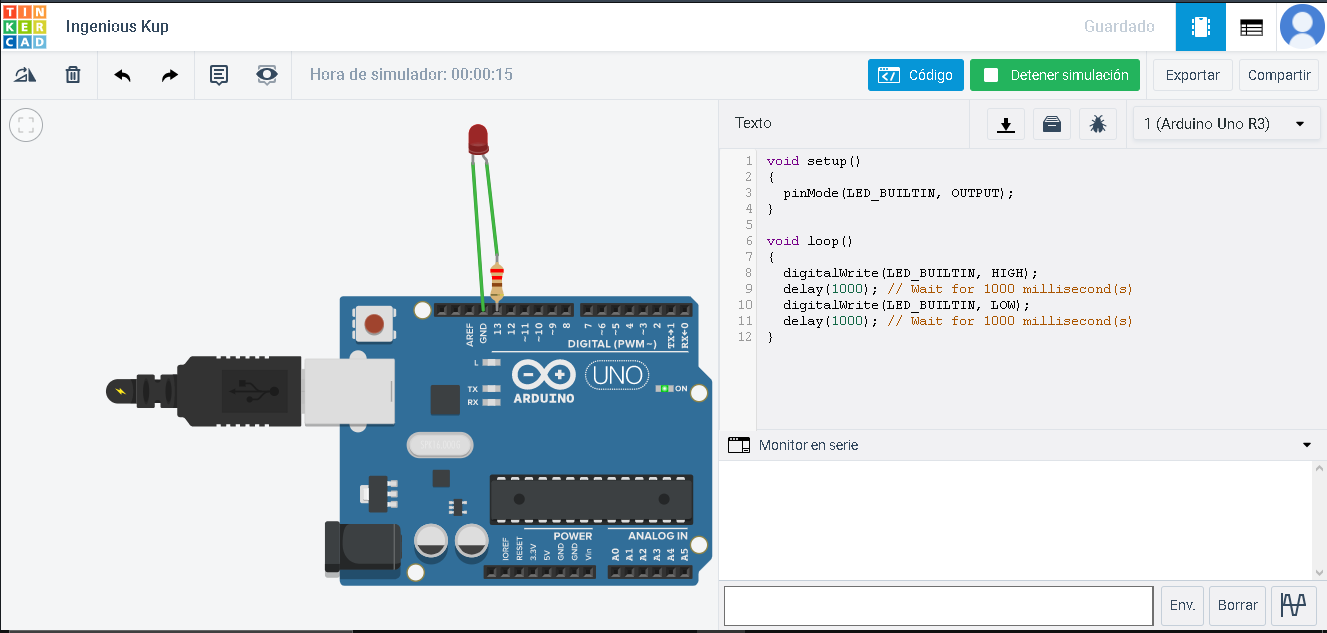 TIN
KER
CAD
Ingenious Kup
Guardado
Hora de simulador: 00:00:15
Código
Detener simulación
Exportar
Compartir
Texto
1 (Arduino Uno R3)
1 void setup()
2 {
3 pinMode(LED_BUILTIN, OUTPUT);
4 }
5
6 void loop()
7 {
8 digitalWrite(LED_BUILTIN, HIGH);
9 delay(1000); // Wait for 1000 millisecond(s)
10 digitalWrite(LED_BUILTIN, LOW);
11 delay(1000); // Wait for 1000 millisecond(s)
12 }
AREF
GND
13
12
~11
~10
~9
8
7
~6
~5
4
~3
2
TX→1
RX←0
DIGITAL (PWM~)
L
TX
RX
ARDUINO
UNO
ON
POWER
ANALOG IN
IOREF
RESET
3.3V
5V
GND
GND
Vin
A0
A1
A2
A3
A4
A5
Monitor en serie
Env.
Borrar